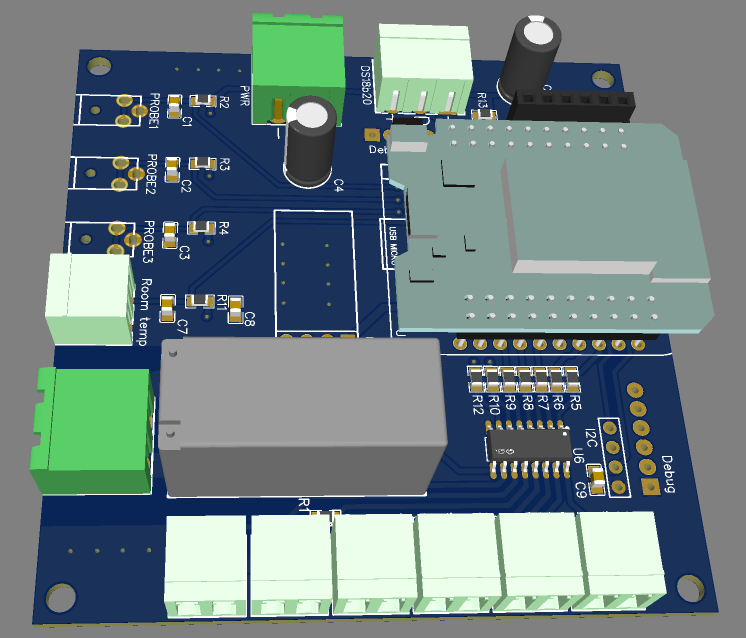 PWR
DS18b20
C
R13
PROBE1
C1
R2
Deb
PROBE2
C2
R3
C4
PROBE3
C3
R4
USB MICRO
Room temp
C7
R11
C8
U
R12
R10
R9
R8
R7
R6
R5
I2C
U6
C9
Debug
R1